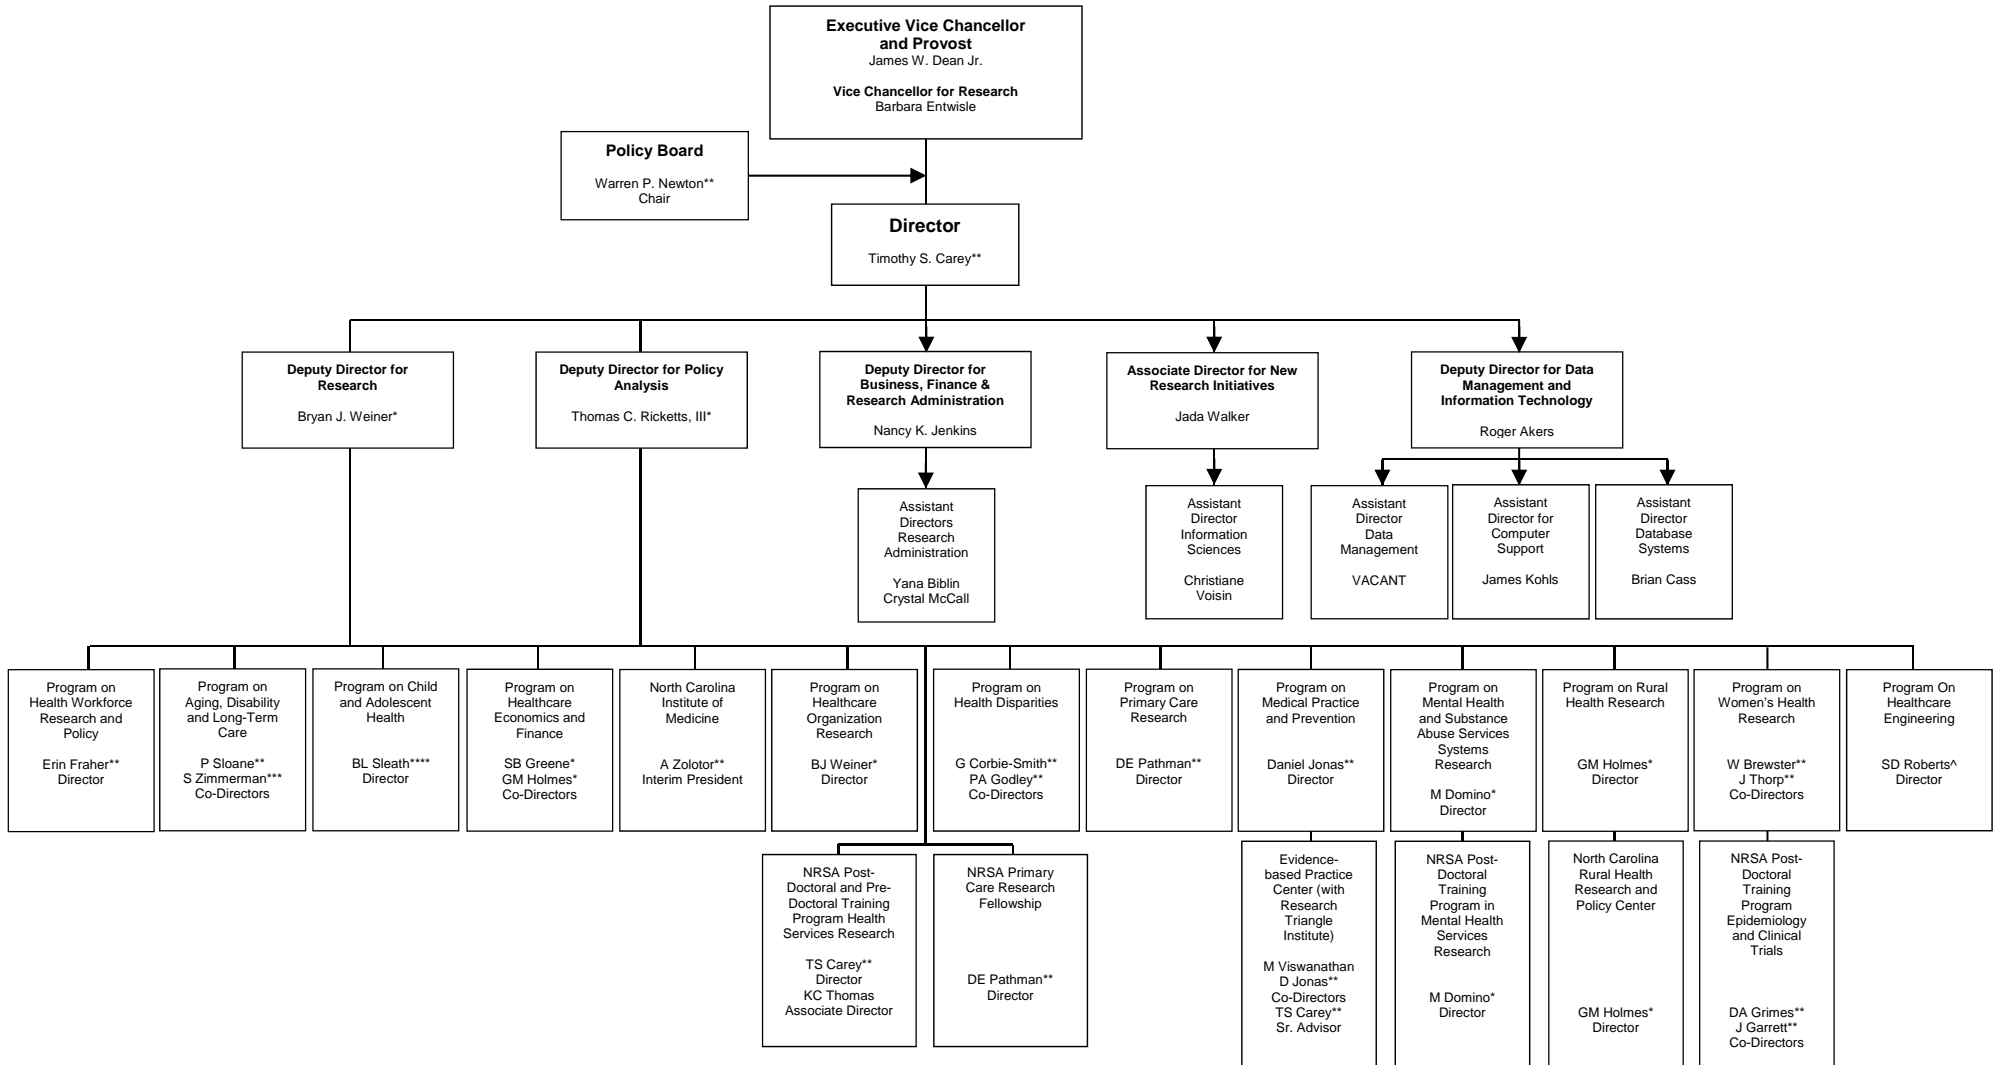 Executive Vice Chancellor
and Provost
James W. Dean Jr.
Vice Chancellor for Research
Barbara Entwisle
Policy Board
Warren P. Newton**
Chair
Director
Timothy S. Carey**
Deputy Director for
Research
Bryan J. Weiner*
Deputy Director for Policy
Analysis
Thomas C. Ricketts, III*
Deputy Director for
Business, Finance &
Research Administration
Nancy K. Jenkins
Associate Director for New
Research Initiatives
Jada Walker
Deputy Director for Data
Management and
Information Technology
Roger Akers
Assistant
Directors
Research
Administration
Yana Biblin
Crystal McCall
Assistant
Director
Information
Sciences
Christiane
Voisin
Assistant
Director
Data
Management
VACANT
Assistant
Director for
Computer
Support
James Kohls
Assistant
Director
Database
Systems
Brian Cass
Program on
Health Workforce
Research and
Policy
Erin Fraher**
Director
Program on
Aging, Disability
and Long-Term
Care
P Sloane**
S Zimmerman***
Co-Directors
Program on Child
and Adolescent
Health
BL Sleath****
Director
Program on
Healthcare
Economics and
Finance
SB Greene*
GM Holmes*
Co-Directors
North Carolina
Institute of
Medicine
A Zolotor**
Interim President
Program on
Healthcare
Organization
Research
BJ Weiner*
Director
Program on
Health Disparities
G Corbie-Smith**
PA Godley**
Co-Directors
Program on
Primary Care
Research
DE Pathman**
Director
Program on
Medical Practice
and Prevention
Daniel Jonas**
Director
Program on
Mental Health
and Substance
Abuse Services
Systems
Research
M Domino*
Director
Program on Rural
Health Research
GM Holmes*
Director
Program on
Women's Health
Research
W Brewster**
J Thorp**
Co-Directors
Program On
Healthcare
Engineering
SD Roberts^
Director
NRSA Post-
Doctoral and Pre-
Doctoral Training
Program Health
Services Research
TS Carey**
Director
KC Thomas
Associate Director
NRSA Primary
Care Research
Fellowship
DE Pathman**
Director
Evidence-
based Practice
Center (with
Research
Triangle
Institute)
M Viswanathan
D Jonas**
Co-Directors
TS Carey**
Sr. Advisor
NRSA Post-
Doctoral
Training
Program in
Mental Health
Services
Research
M Domino*
Director
North Carolina
Rural Health
Research and
Policy Center
GM Holmes*
Director
NRSA Post-
Doctoral
Training
Program
Epidemiology
and Clinical
Trials
DA Grimes**
J Garrett**
Co-Directors